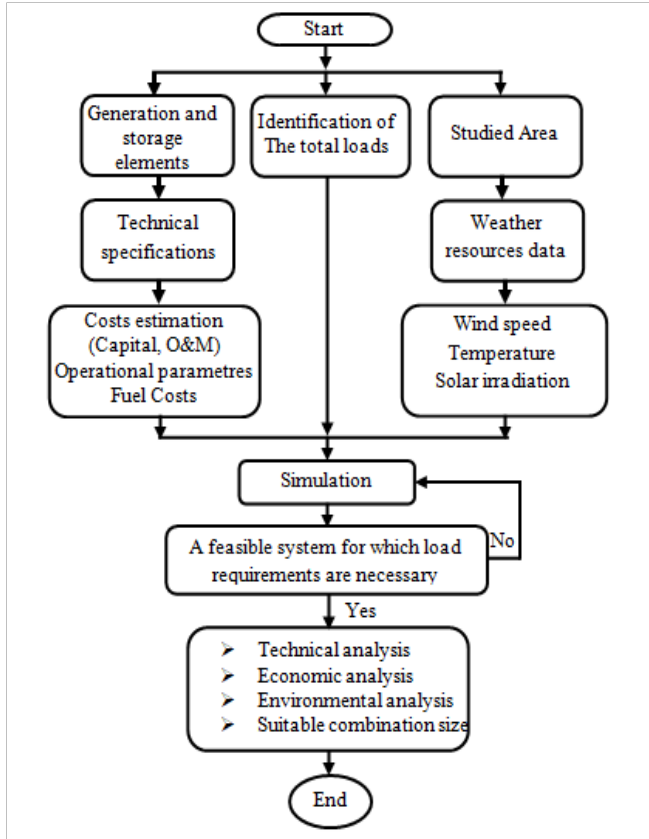 Start
Generation and
storage
elements
Identification of
The total loads
Studied Area
Technical
specifications
Weather
resources data
Costs estimation
(Capital, O&M)
Operational parametres
Fuel Costs
Wind speed
Temperature
Solar irradiation
Simulation
No
A feasible system for which load
requirements are necessary
Yes
➢ Technical analysis
➢ Economic analysis
➢ Environmental analysis
➢ Suitable combination size
End